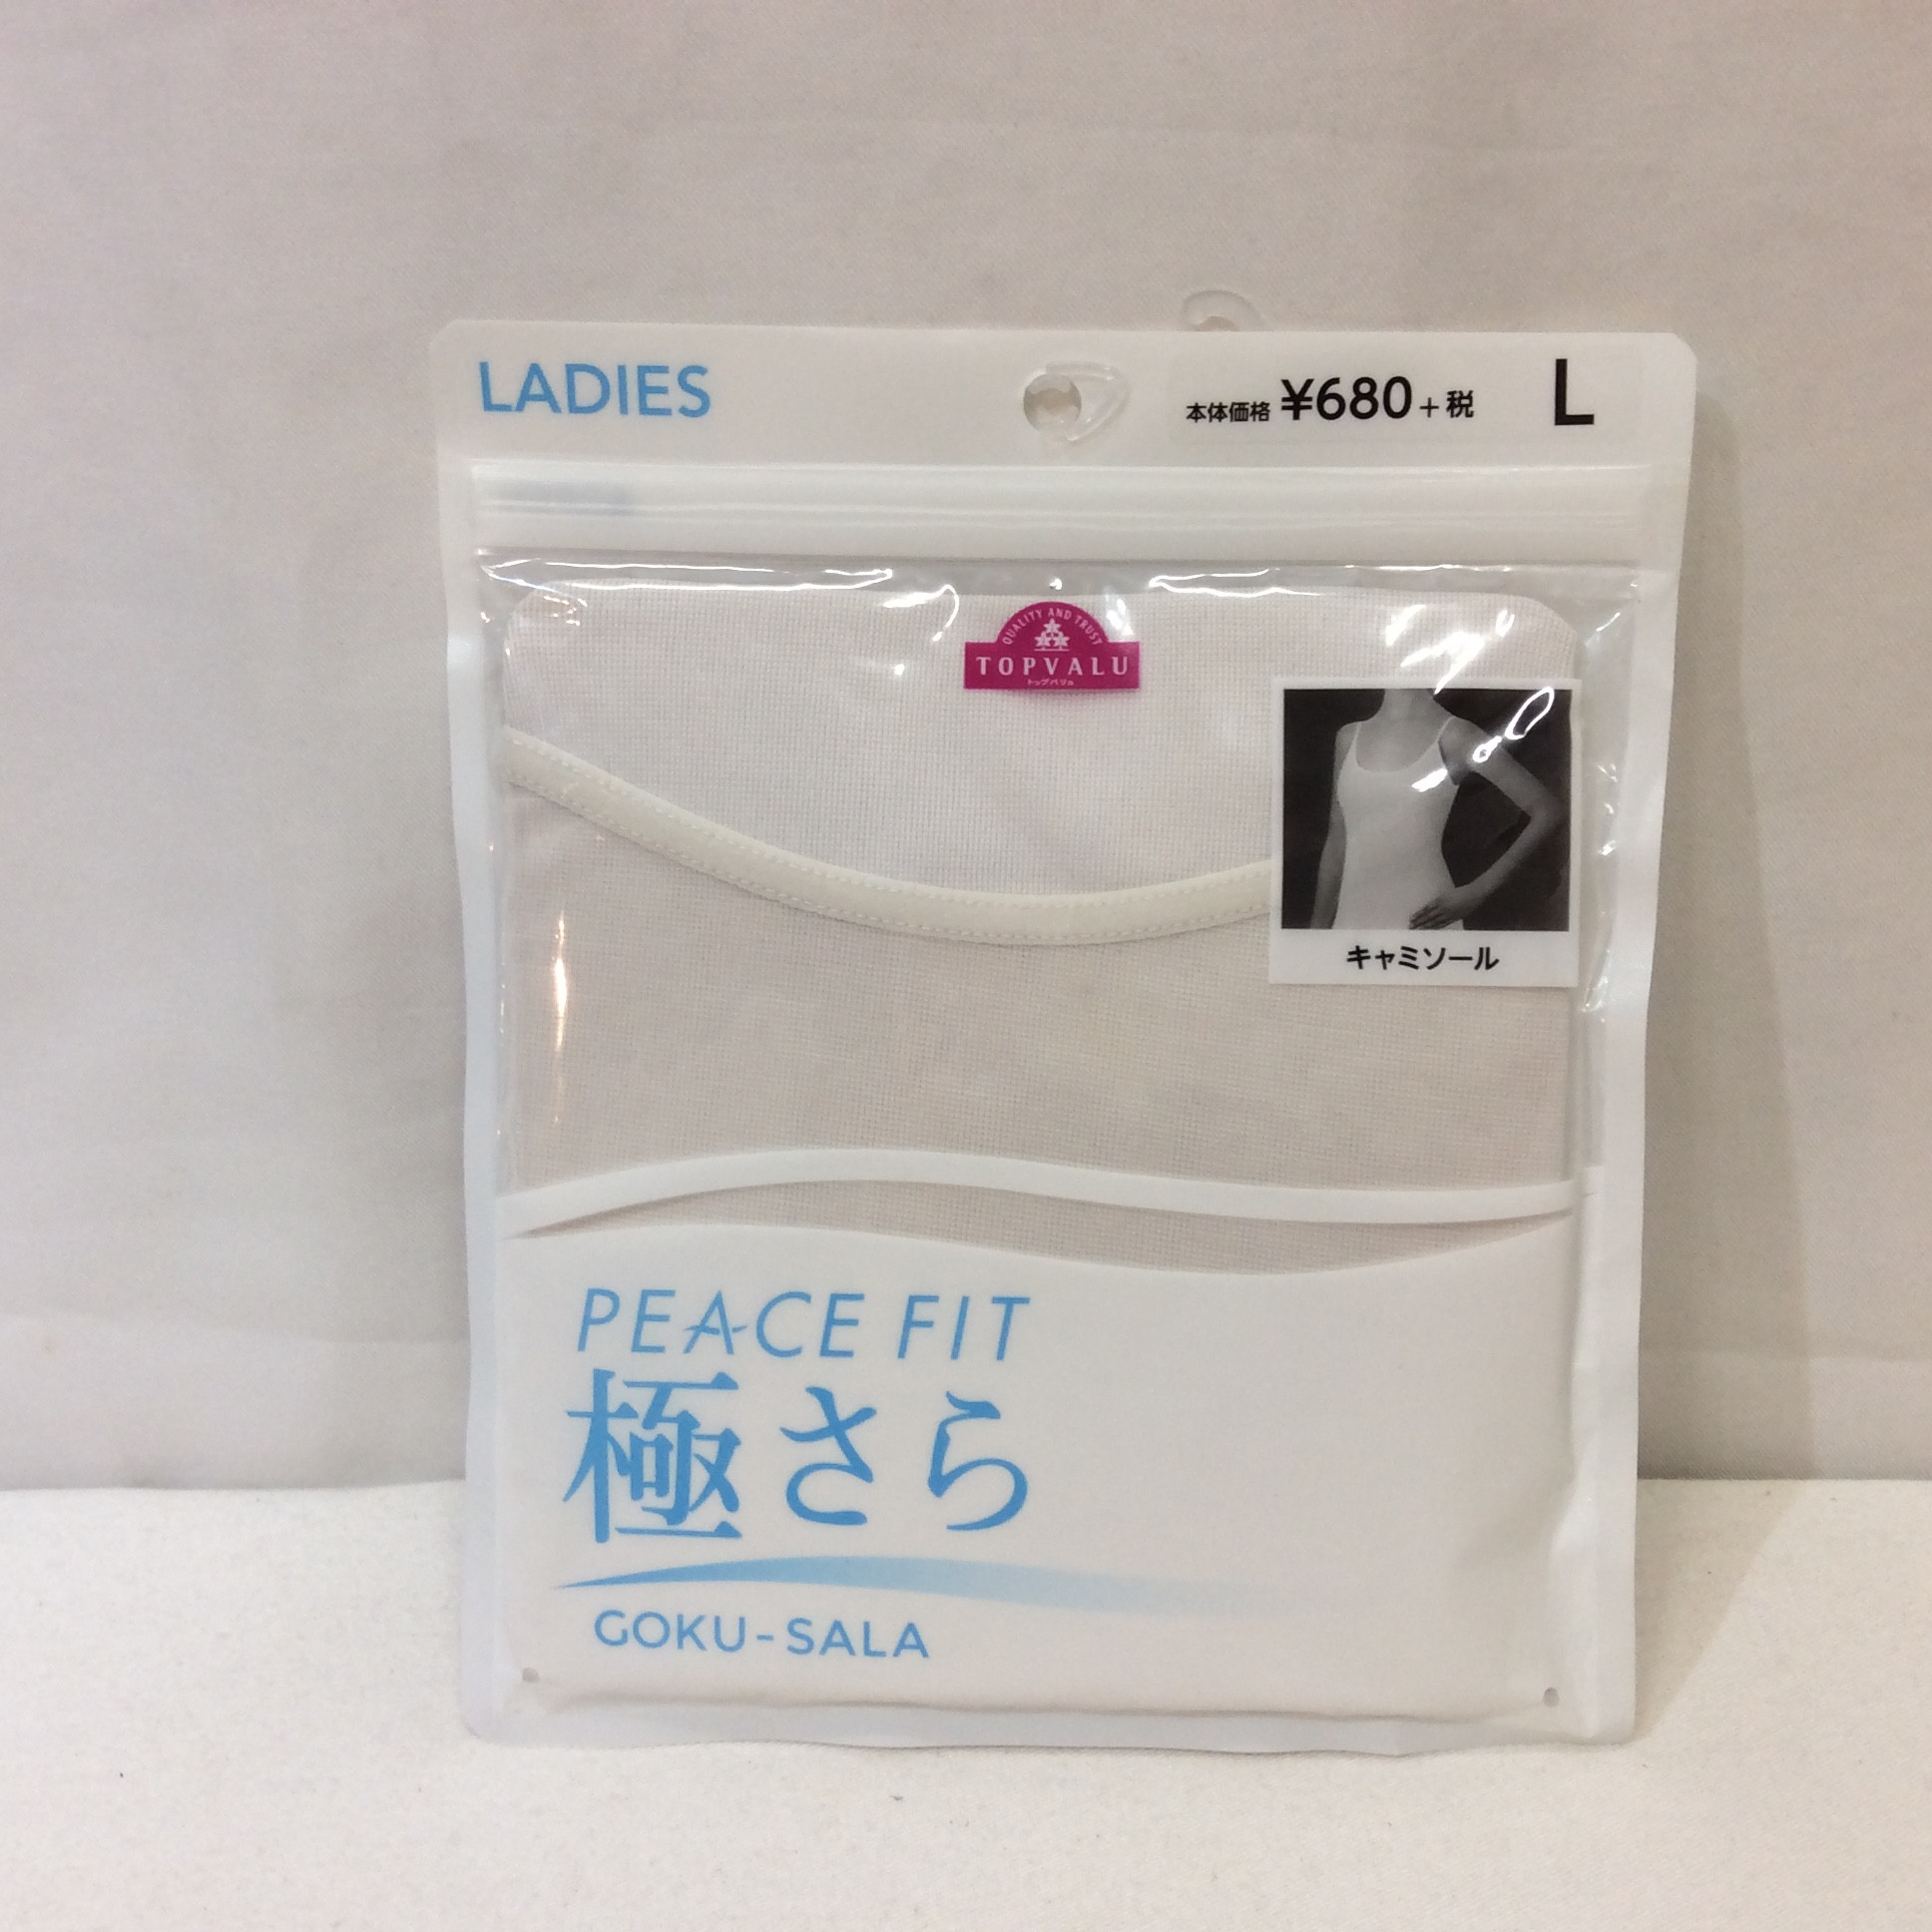 LADIES
本体価格 ¥680+税 L
QUALITY AND TRUST
TOPVALU
トップバリュ
キャミソール
PEACE FIT
極さら
GOKU-SALA